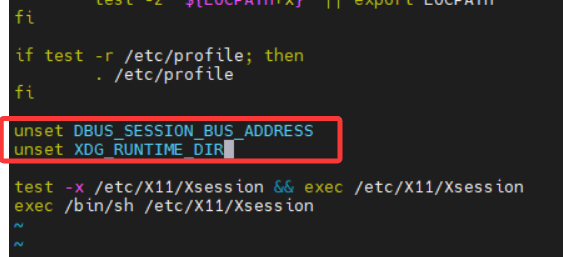 test -z "${LOCPATH+x}" || export LOCPATH
fi
if test -r /etc/profile; then
. /etc/profile
fi
unset DBUS_SESSION_BUS_ADDRESS
unset XDG_RUNTIME_DIR
test -x /etc/X11/Xsession && exec /etc/X11/Xsession
exec /bin/sh /etc/X11/Xsession
~
~